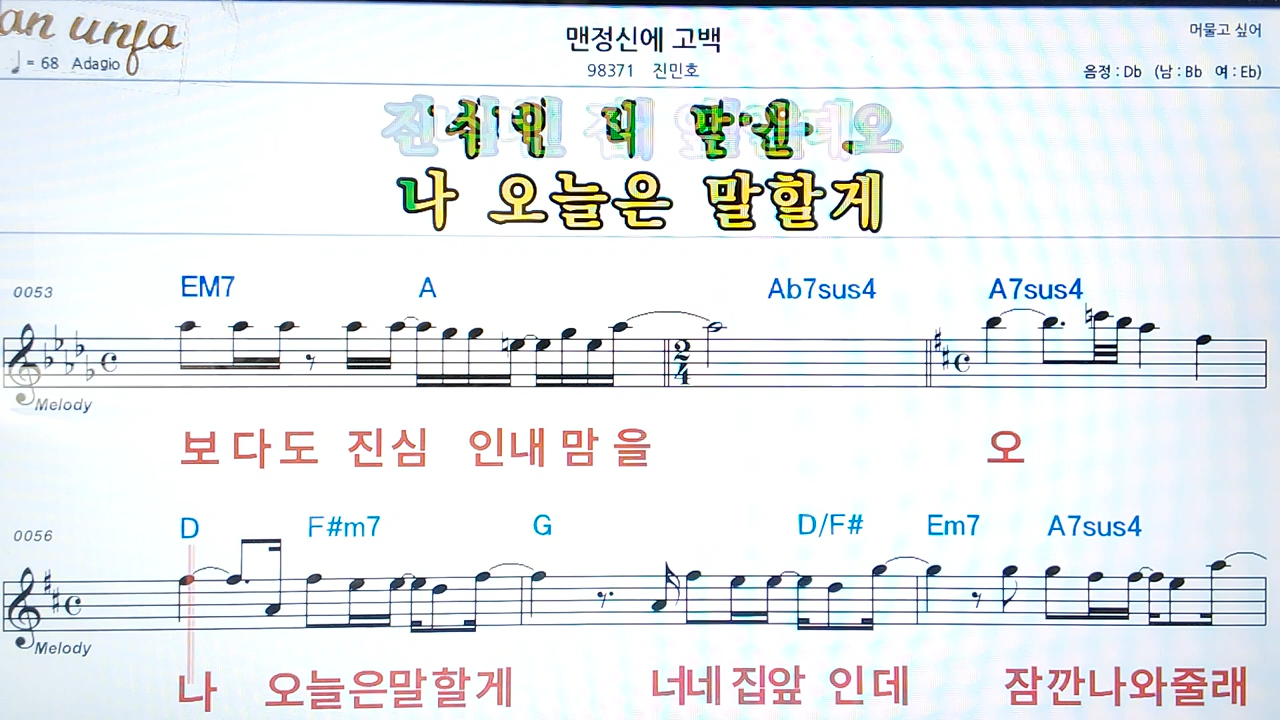 an unja
머물고 싶어
맨정신에 고백
= 68 Adagio
98371 진민호
음정 : Db (남 : Bb 여 : Eb)
나 오늘은 말할게
EM7 A Ab7sus4 A7sus4
0053
2
4
Melody
보다도 진심 인내맘을 오
D F#m7 G D/F# Em7 A7sus4
0056
Melody
나 오늘은말할게 너네집앞 인데 잠깐나와줄래